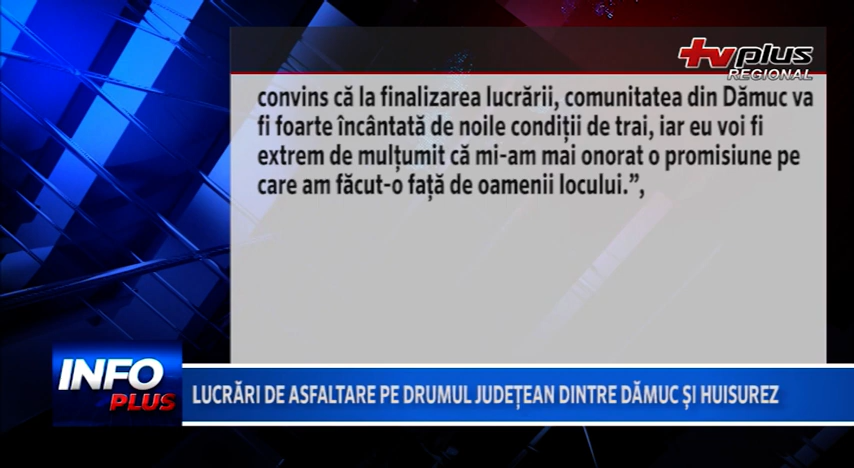 tvplus
REGIONAL
convins că la finalizarea lucrării, comunitatea din Dămuc va
fi foarte încântată de noile condiții de trai, iar eu voi fi
extrem de mulțumit că mi-am mai onorat o promisiune pe
care am făcut-o față de oamenii locului.”,
INFO
PLUS
LUCRĂRI DE ASFALTARE PE DRUMUL JUDEȚEAN DINTRE DĂMUC ȘI HUISUREZ